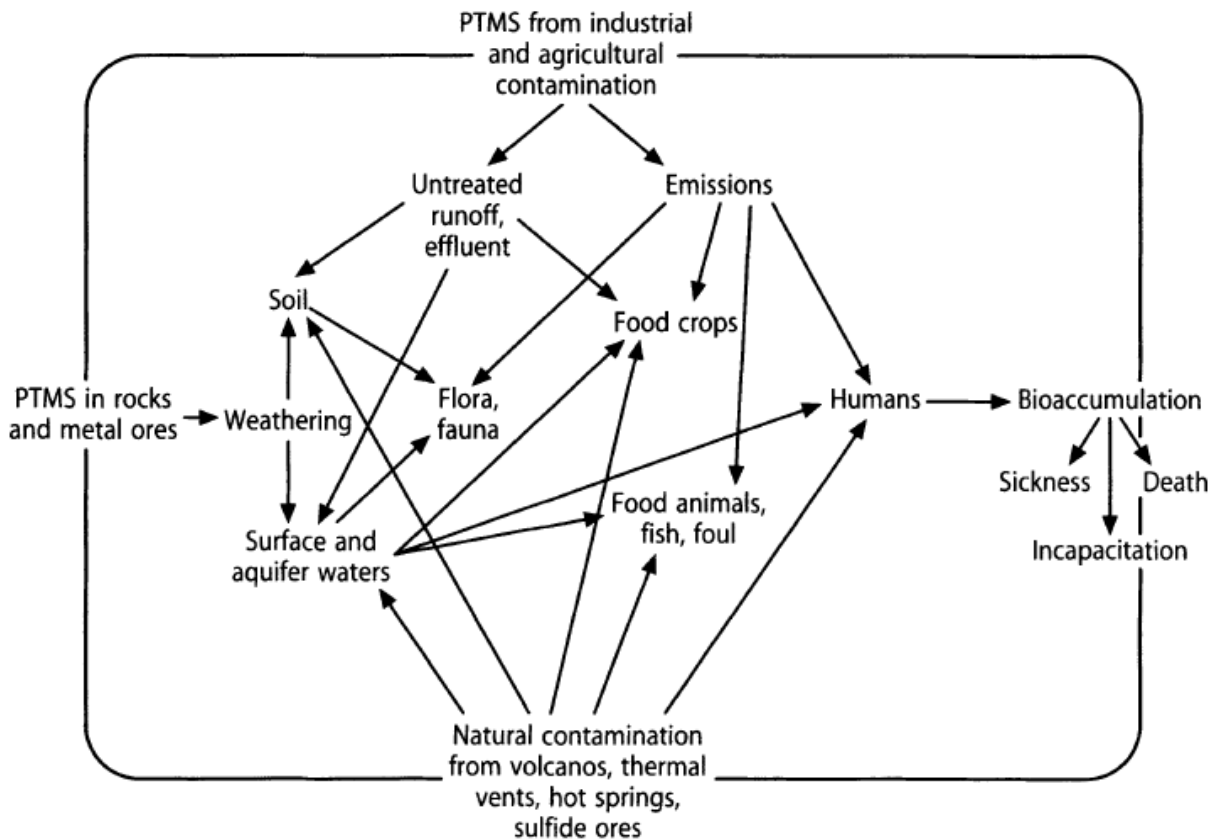 PTMS from industrial
and agricultural
contamination
Untreated
runoff,
effluent
Emissions
Soil
Food crops
PTMS in rocks
and metal ores
Weathering
Flora,
fauna
Humans
Bioaccumulation
Sickness
Death
Incapacitation
Food animals,
fish, foul
Surface and
aquifer waters
Natural contamination
from volcanos, thermal
vents, hot springs,
sulfide ores